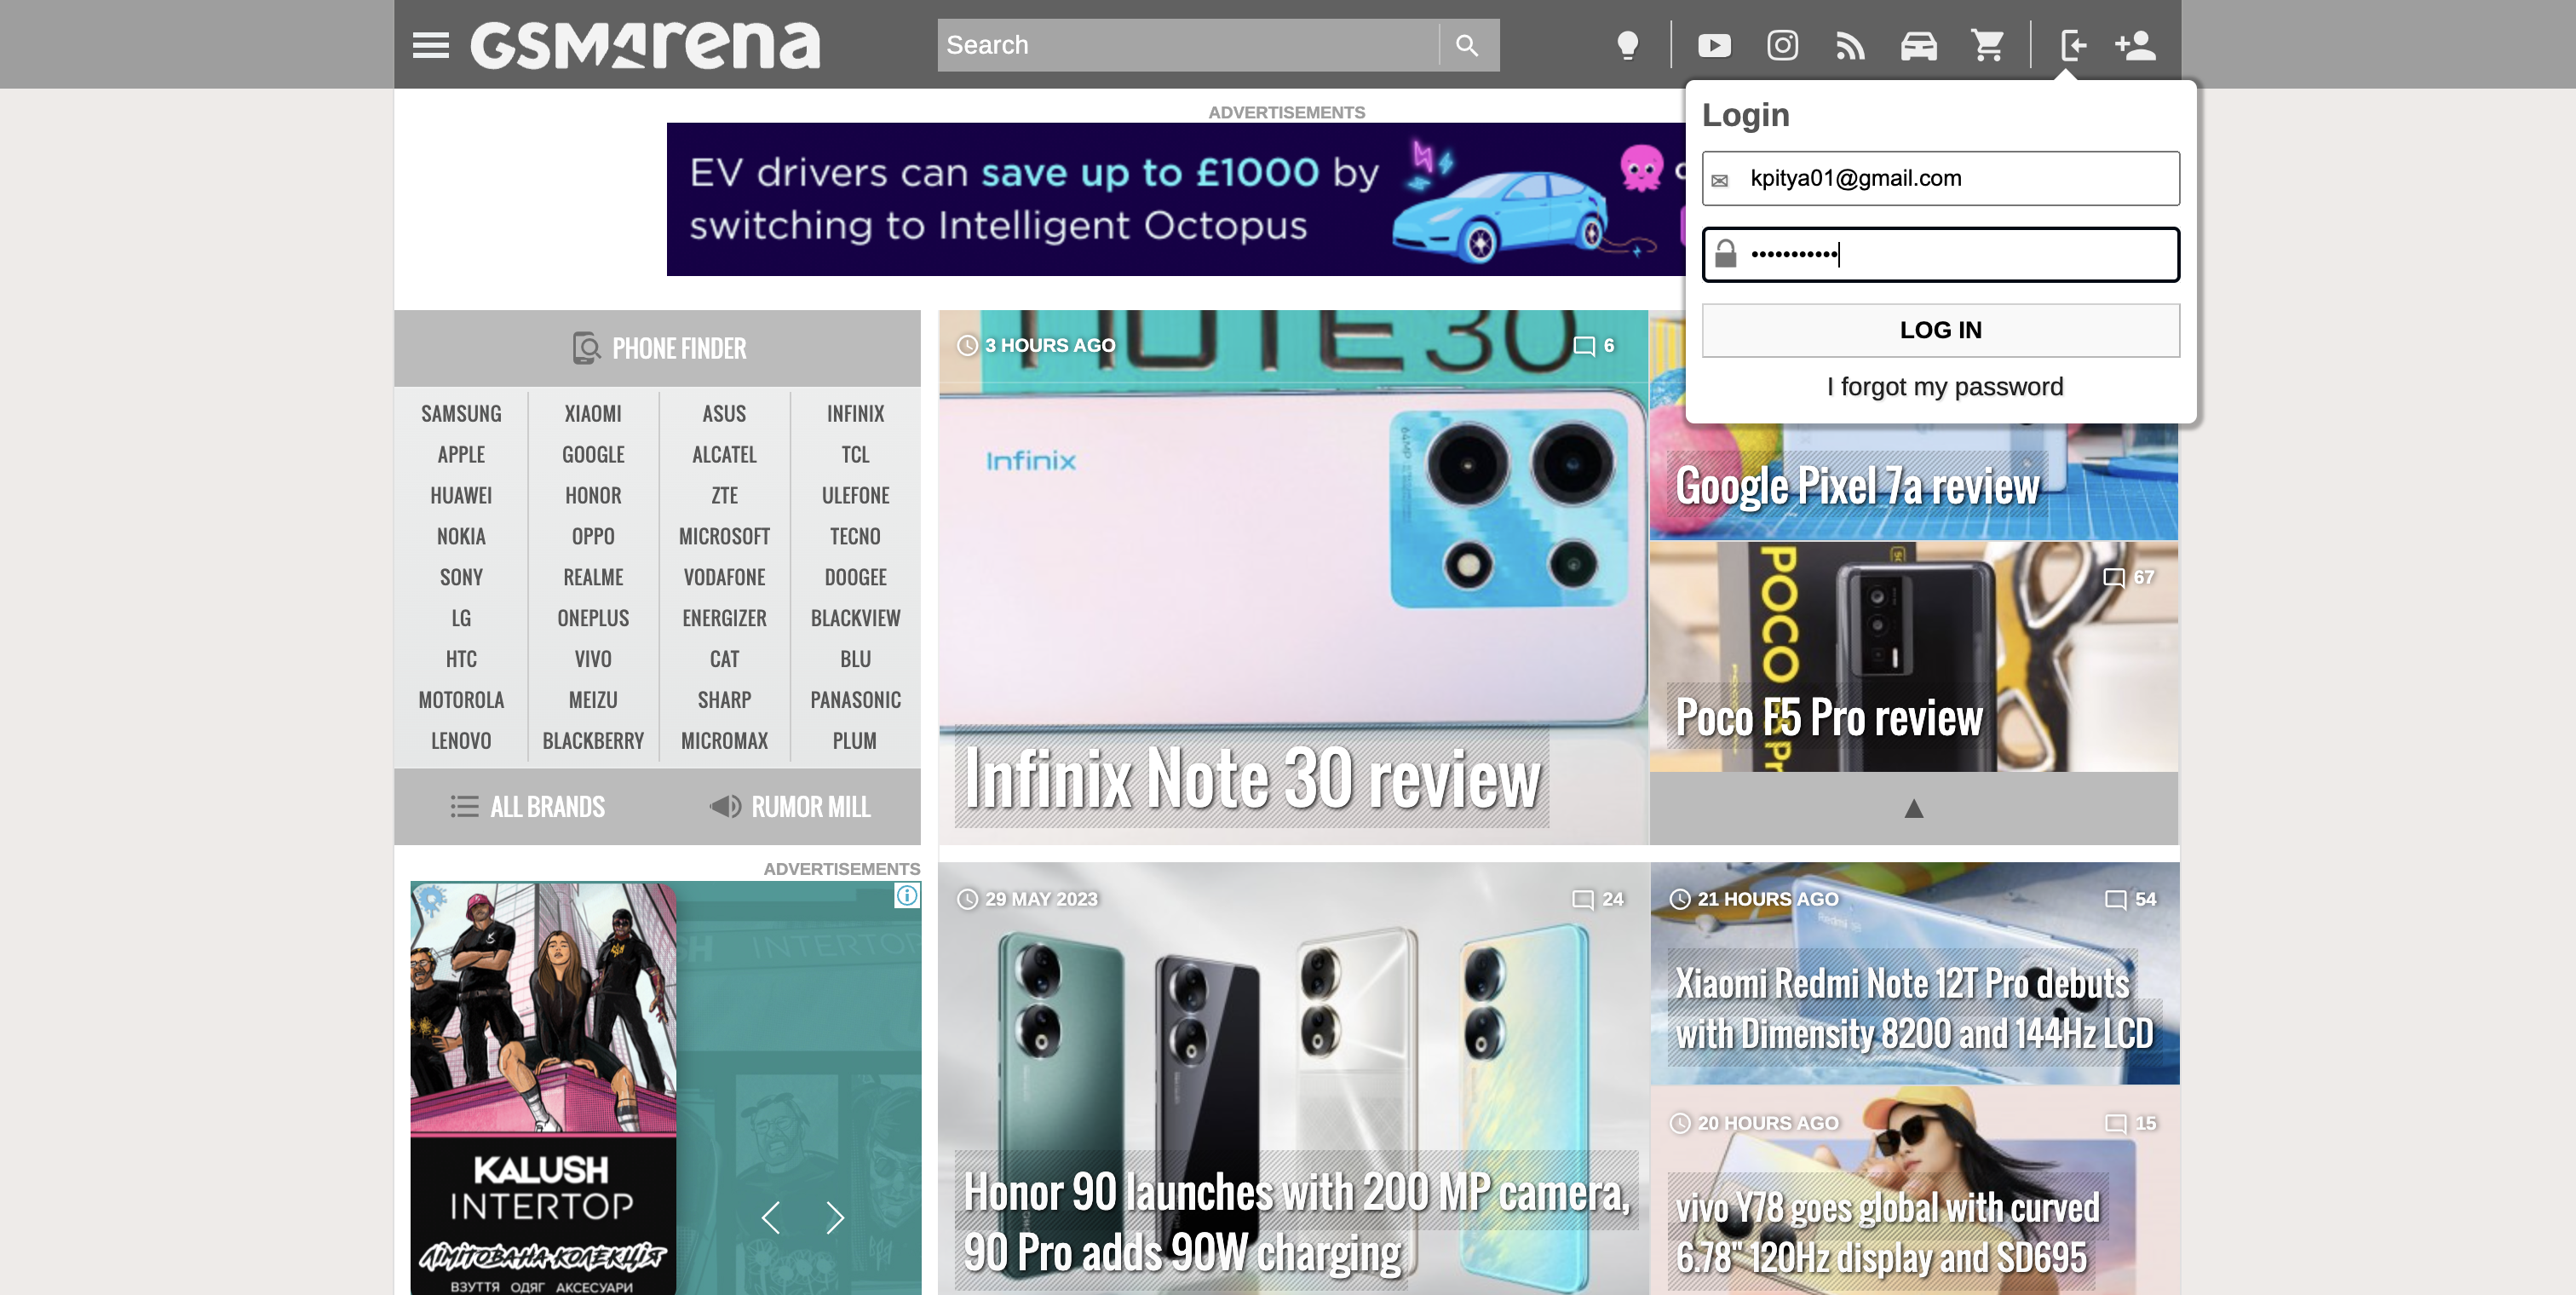 GSMArena
Search
Login
kpitya01@gmail.com
•••••••••••
LOG IN
I forgot my password
ADVERTISEMENTS
EV drivers can save up to £1000 by
switching to Intelligent Octopus
PHONE FINDER
SAMSUNG XIAOMI ASUS INFINIX
APPLE GOOGLE ALCATEL TCL
HUAWEI HONOR ZTE ULEFONE
NOKIA OPPO MICROSOFT TECNO
SONY REALME VODAFONE DOOGEE
LG ONEPLUS ENERGIZER BLACKVIEW
HTC VIVO CAT BLU
MOTOROLA MEIZU SHARP PANASONIC
LENOVO BLACKBERRY MICROMAX PLUM
ALL BRANDS RUMOR MILL
3 HOURS AGO 6
NOTE 30
Infinix
64MP
Infinix Note 30 review
Google Pixel 7a review
67
POCO
Poco F5 Pro review
ADVERTISEMENTS
INTERTOP
KALUSH
INTERTOP
ЛІМІТОВАНА КОЛЕКЦІЯ
ВЗУТТЯ ОДЯГ АКСЕСУАРИ
29 MAY 2023 24
Honor 90 launches with 200 MP camera,
90 Pro adds 90W charging
21 HOURS AGO 54
Redmi
Xiaomi Redmi Note 12T Pro debuts
with Dimensity 8200 and 144Hz LCD
20 HOURS AGO 15
vivo Y78 goes global with curved
6.78" 120Hz display and SD695